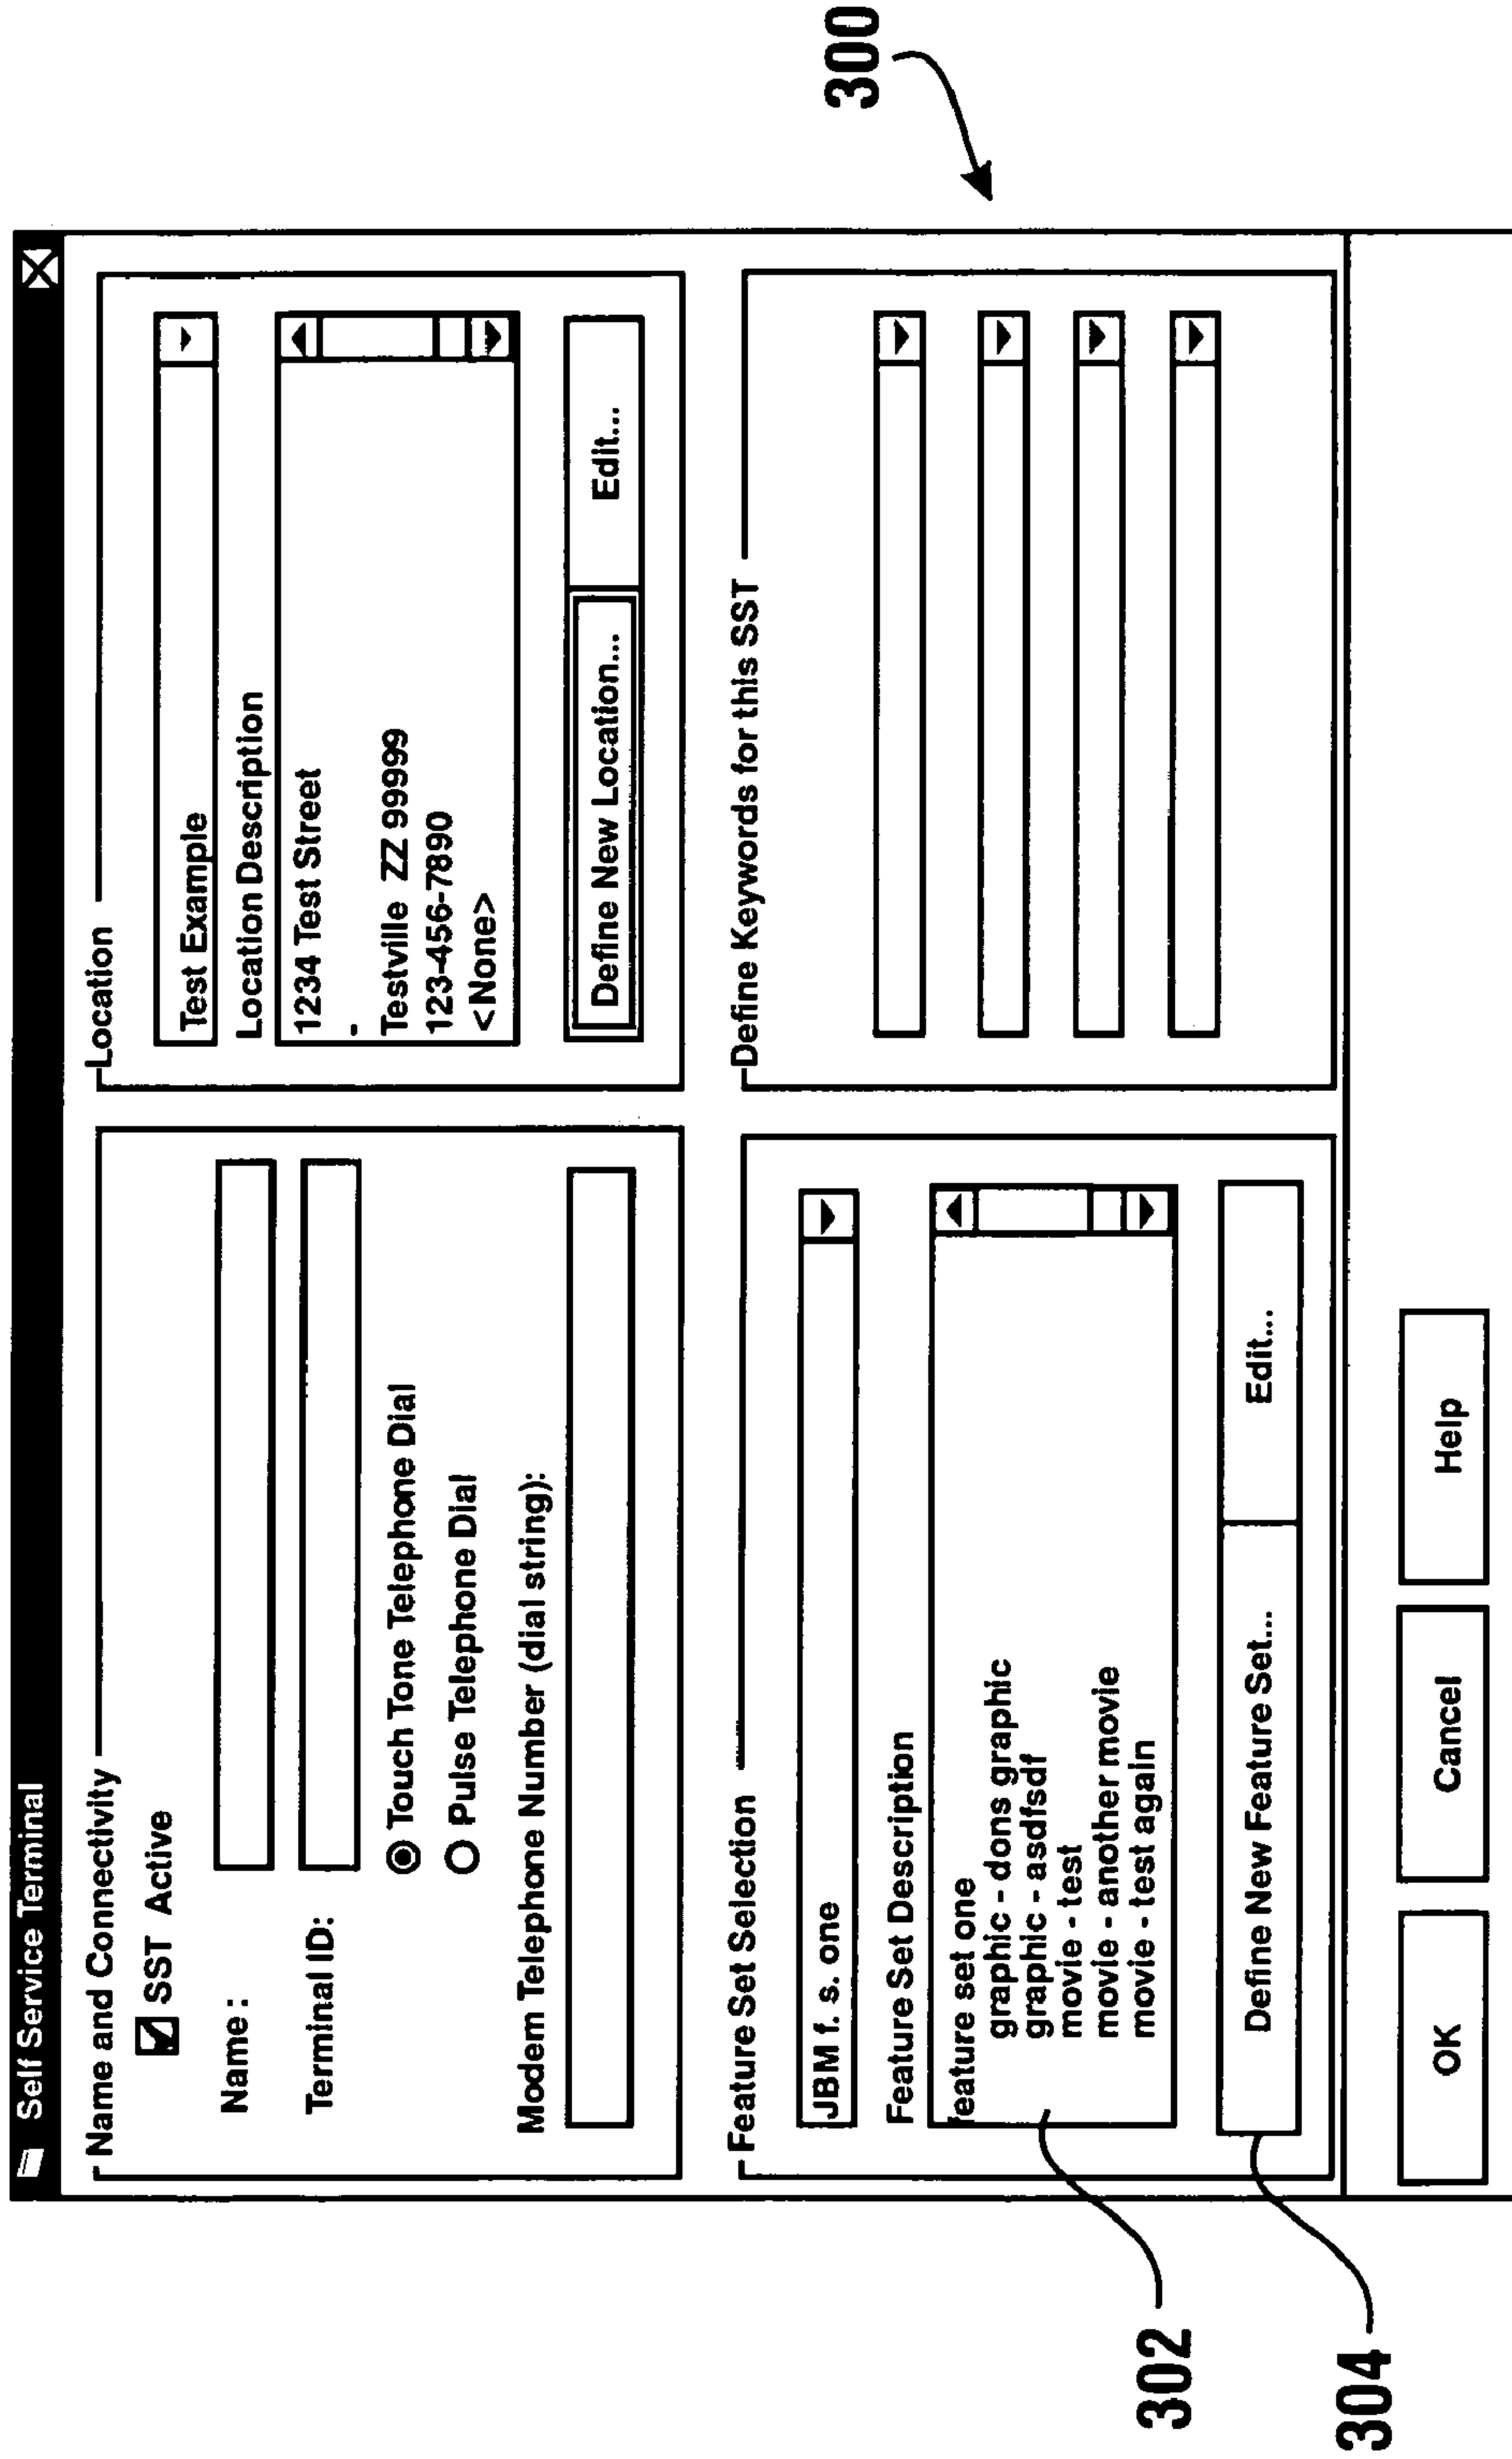 Self Service Terminal
Name and Connectivity
SST Active
Name:
Terminal ID:
Touch Tone Telephone Dial
Pulse Telephone Dial
Modem Telephone Number (dial string):
Location
Test Example
Location Description
1234 Test Street
-
Testville ZZ 99999
123-456-7890
<None>
Define New Location...
Edit...
Feature Set Selection
JBM f. s. one
Feature Set Description
feature set one
graphic - dons graphic
graphic - asdfsdf
movie - test
movie - another movie
movie - test again
Define New Feature Set...
Edit...
Define Keywords for this SST
OK
Cancel
Help
300
302
304